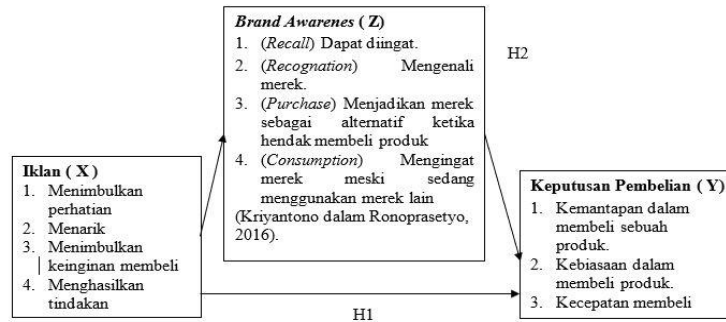 Brand Awarenes ( Z )
1. (Recall) Dapat diingat.
2. (Recognation) Mengenali
merek.
3. (Purchase) Menjadikan merek
sebagai alternatif ketika
hendak membeli produk
4. (Consumption) Mengingat
merek meski sedang
menggunakan merek lain
(Kriyantono dalam Ronoprasetyo,
2016).
H2
Iklan ( X )
1. Menimbulkan
perhatian
2. Menarik
3. Menimbulkan
keinginan membeli
4. Menghasilkan
tindakan
Keputusan Pembelian ( Y )
1. Kemantapan dalam
membeli sebuah
produk.
2. Kebiasaan dalam
membeli produk.
3. Kecepatan membeli
H1